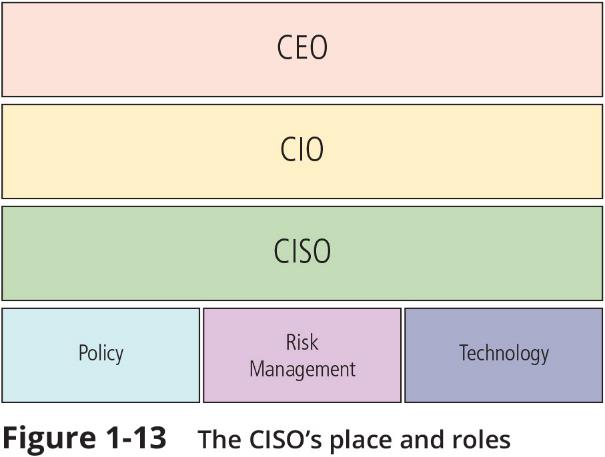 CEO
CIO
CISO
Policy
Risk
Management
Technology
Figure 1-13 The CISO’s place and roles